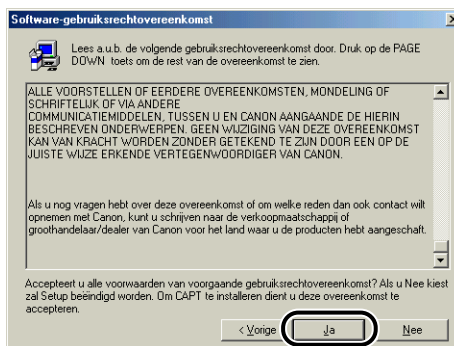 Software-gebruiksrechtovereenkomst
Lees a.u.b. de volgende gebruiksrechtovereenkomst door. Druk op de PAGE
DOWN toets om de rest van de overeenkomst te zien.
ALLE VOORSTELLEN OF EERDERE OVEREENKOMSTEN, MONDELING OF
SCHRIFTELIJK OF VIA ANDERE
COMMUNICATIEMIDDELEN, TUSSEN U EN CANON AANGAANDE DE HIERIN
BESCHREVEN ONDERWERPEN. GEEN WIJZIGING VAN DEZE OVEREENKOMST
KAN VAN KRACHT WORDEN ZONDER GETEKEND TE ZIJN DOOR EEN OP DE
JUISTE WIJZE ERKENDE VERTEGENWOORDIGER VAN CANON.
Als u nog vragen hebt over deze overeenkomst of om welke reden dan ook contact wilt
opnemen met Canon, kunt u schrijven naar de verkoopmaatschappij of
groothandelaar/dealer van Canon voor het land waar u de producten hebt aangeschaft.
Accepteert u alle voorwaarden van voorgaande gebruiksrechtovereenkomst? Als u Nee kiest
zal Setup beëindigd worden. Om CAPT te installeren dient u deze overeenkomst te
accepteren.
< Vorige
Ja
Nee